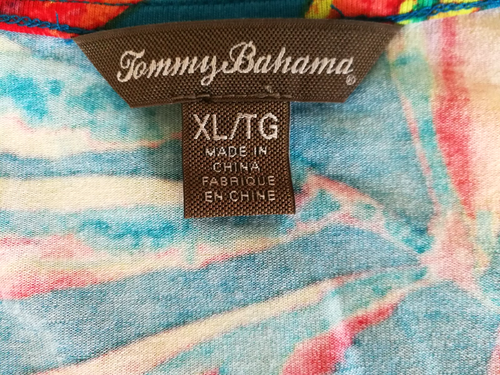 Tommy Bahama®
XL/TG
MADE IN
CHINA
FABRIQUE
EN CHINE